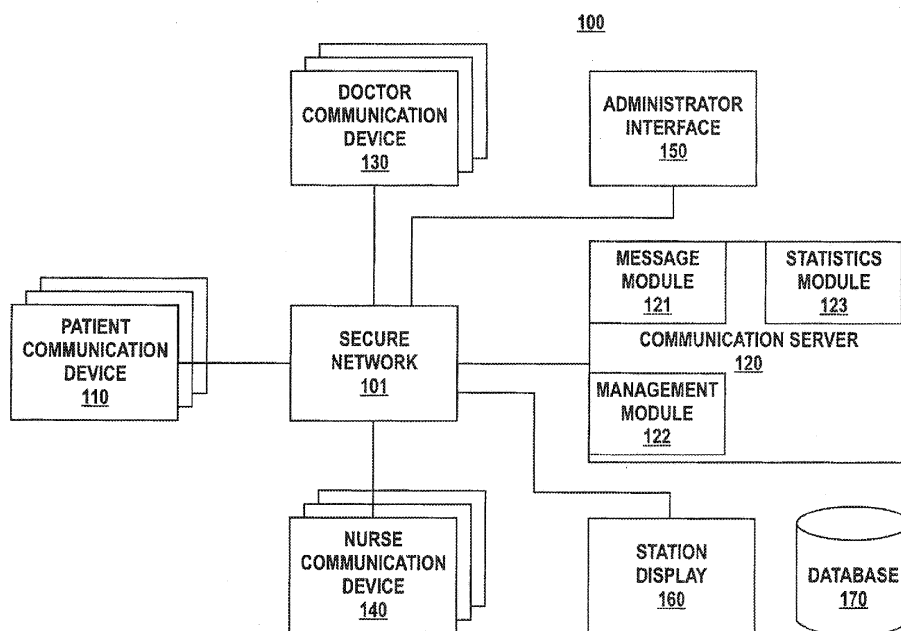 100
DOCTOR
COMMUNICATION
DEVICE
130
ADMINISTRATOR
INTERFACE
150
MESSAGE
MODULE
121
STATISTICS
MODULE
123
PATIENT
COMMUNICATION
DEVICE
110
SECURE
NETWORK
101
COMMUNICATION SERVER
120
MANAGEMENT
MODULE
122
NURSE
COMMUNICATION
DEVICE
140
STATION
DISPLAY
160
DATABASE
170